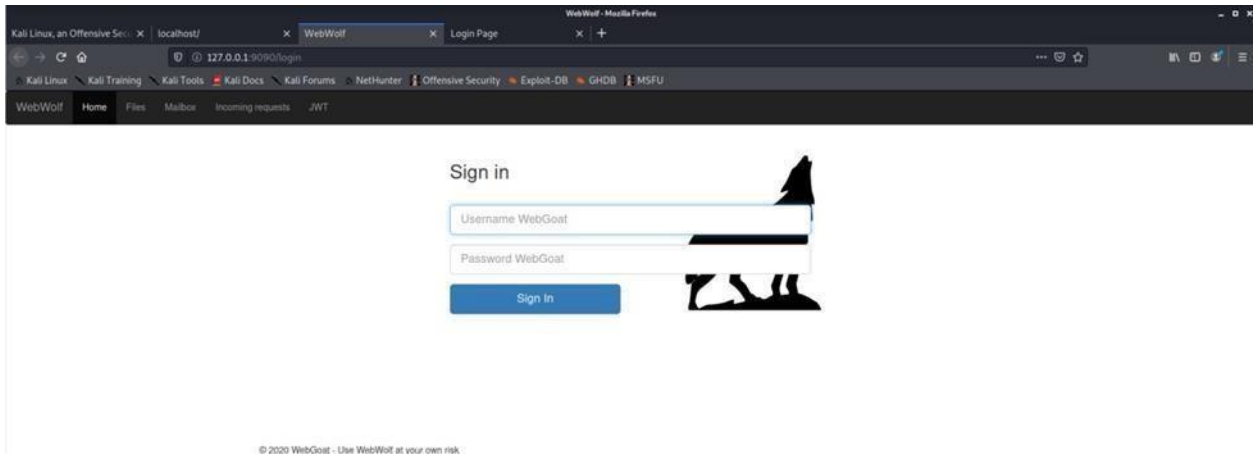 WebWolf - Mozilla Firefox
Kali Linux, an Offensive Sec localhost/ WebWolf Login Page
127.0.0.1:9090/login
Kali Linux Kali Training Kali Tools Kali Docs Kali Forums NetHunter Offensive Security Exploit-DB GHDB MSFU
WebWolf Home Files Mailbox Incoming requests JWT
Sign in
Username WebGoat
Password WebGoat
Sign In
© 2020 WebGoat - Use WebWolf at your own risk